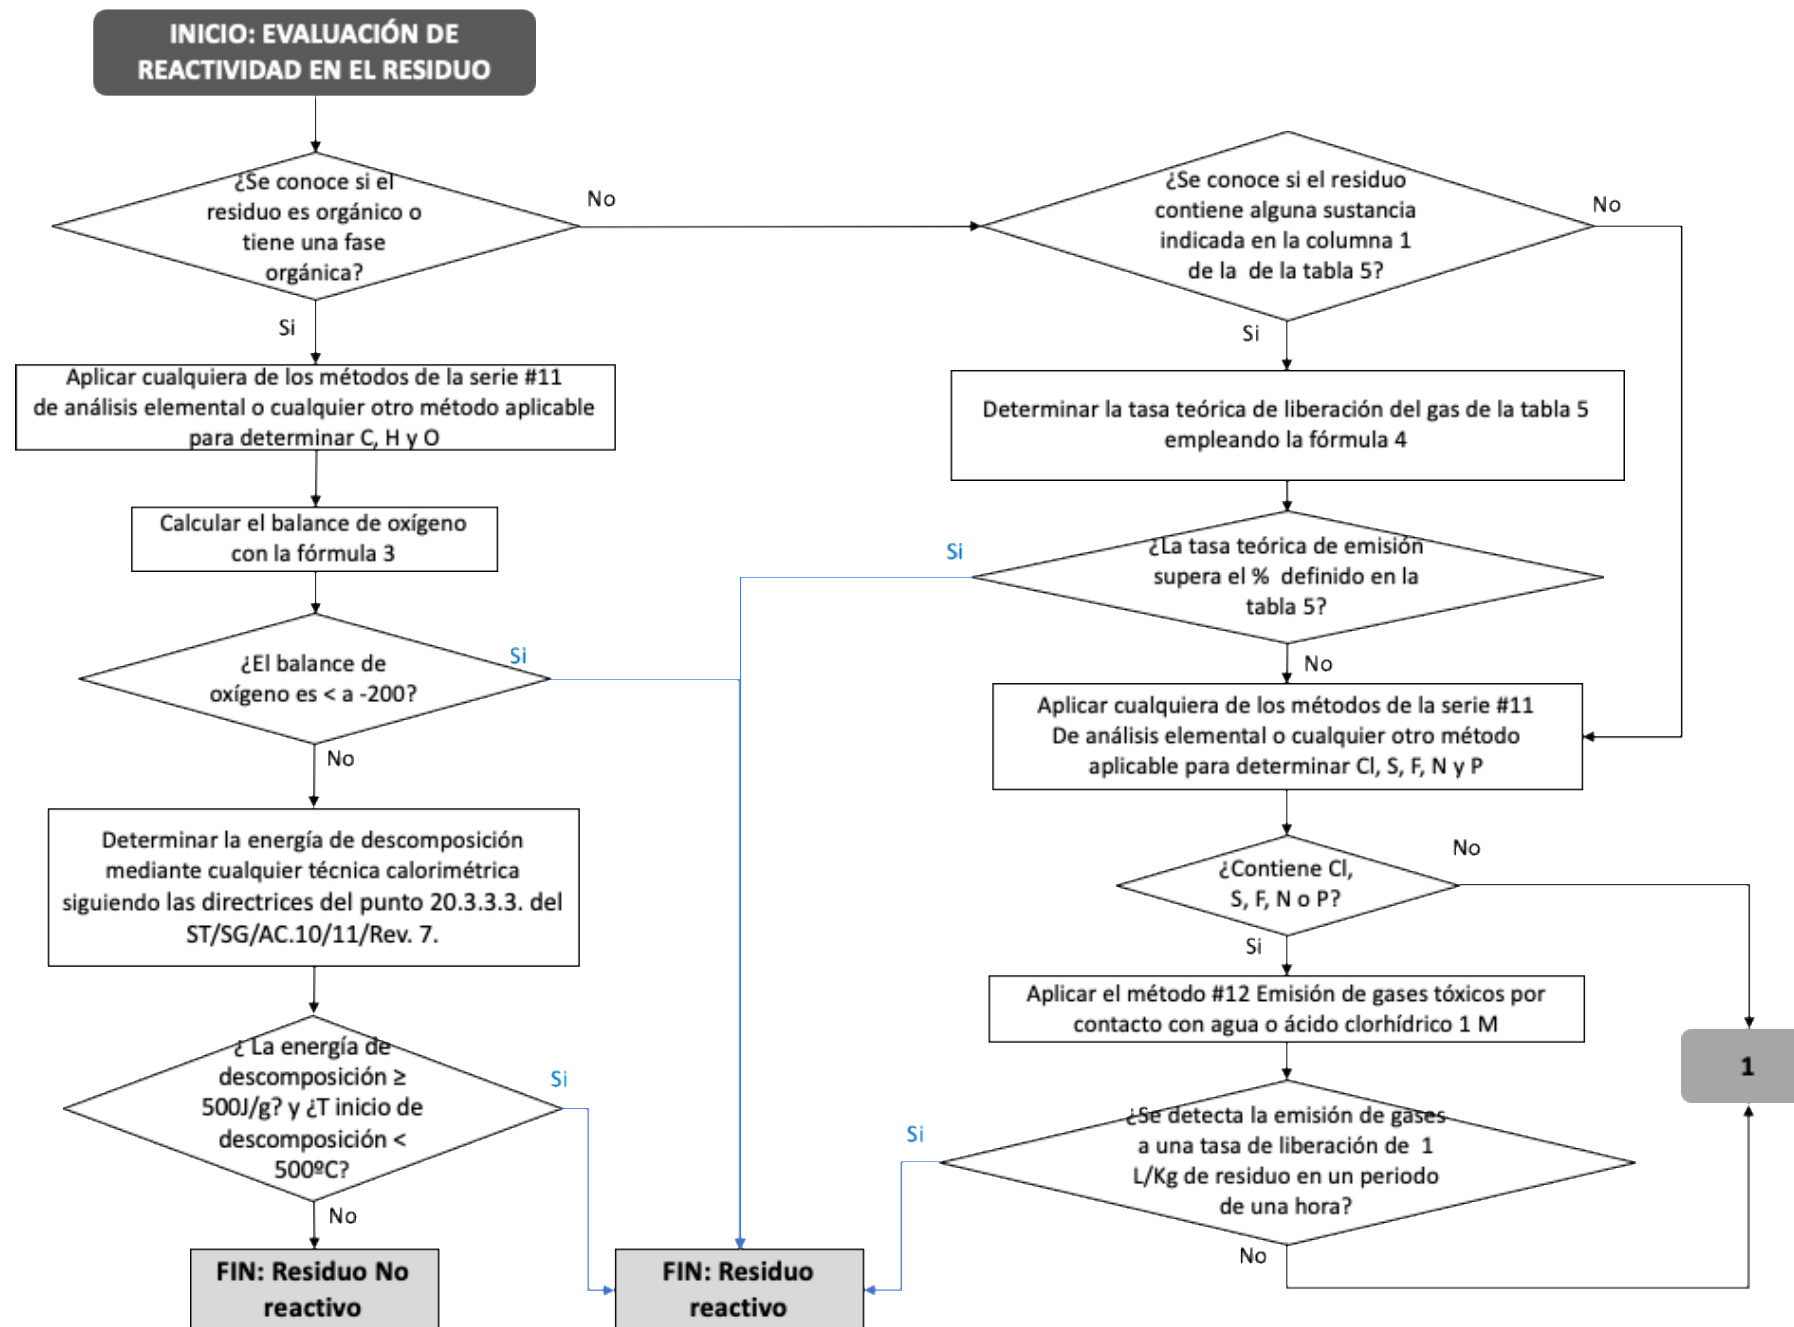 INICIO: EVALUACIÓN DE
REACTIVIDAD EN EL RESIDUO
¿Se conoce si el
residuo es orgánico o
tiene una fase
orgánica?
No
Si
Aplicar cualquiera de los métodos de la serie #11
de análisis elemental o cualquier otro método aplicable
para determinar C, H y O
Calcular el balance de oxígeno
con la fórmula 3
¿El balance de
oxígeno es < a -200?
Si
No
Determinar la energía de descomposición
mediante cualquier técnica calorimétrica
siguiendo las directrices del punto 20.3.3.3. del
ST/SG/AC.10/11/Rev. 7.
¿ La energía de
descomposición ≥
500J/g? y ¿T inicio de
descomposición <
500ºC?
Si
No
FIN: Residuo No
reactivo
FIN: Residuo
reactivo
¿Se conoce si el residuo
contiene alguna sustancia
indicada en la columna 1
de la  de la tabla 5?
No
Si
Determinar la tasa teórica de liberación del gas de la tabla 5
empleando la fórmula 4
¿La tasa teórica de emisión
supera el %  definido en la
tabla 5?
Si
No
Aplicar cualquiera de los métodos de la serie #11
De análisis elemental o cualquier otro método
aplicable para determinar Cl, S, F, N y P
¿Contiene Cl,
S, F, N o P?
No
Si
Aplicar el método #12 Emisión de gases tóxicos por
contacto con agua o ácido clorhídrico 1 M
¿Se detecta la emisión de gases
a una tasa de liberación de  1
L/Kg de residuo en un periodo
de una hora?
Si
No
1